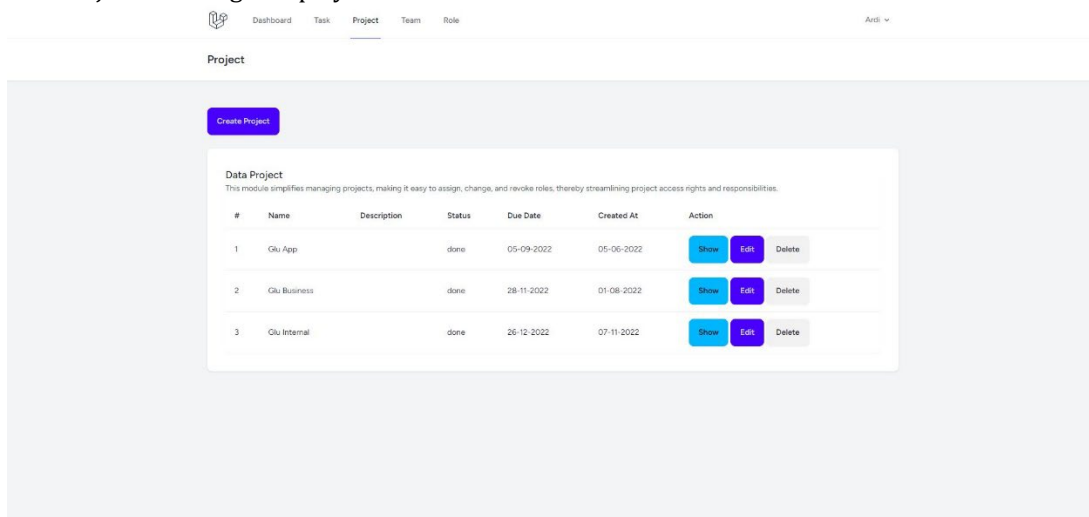 Dashboard Task Project Team Role Ardi
Project
Create Project
Data Project
This module simplifies managing projects, making it easy to assign, change, and revoke roles, thereby streamlining project access rights and responsibilities.
# Name Description Status Due Date Created At Action
1 Glu App done 05-09-2022 05-06-2022 Show Edit Delete
2 Glu Business done 28-11-2022 01-08-2022 Show Edit Delete
3 Glu Internal done 26-12-2022 07-11-2022 Show Edit Delete